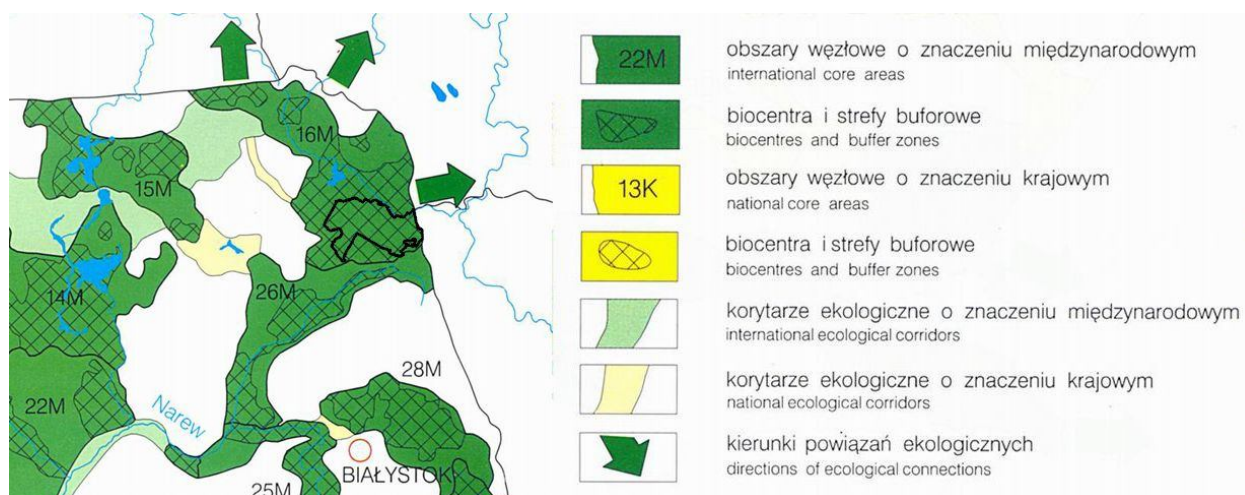 16M
15M
14M
26M
28M
22M
Narew
BIAŁYSTOK
25M
22M
obszary węzłowe o znaczeniu międzynarodowym
international core areas
biocentra i strefy buforowe
biocentres and buffer zones
13K
obszary węzłowe o znaczeniu krajowym
national core areas
biocentra i strefy buforowe
biocentres and buffer zones
korytarze ekologiczne o znaczeniu międzynarodowym
international ecological corridors
korytarze ekologiczne o znaczeniu krajowym
national ecological corridors
kierunki powiązań ekologicznych
directions of ecological connections